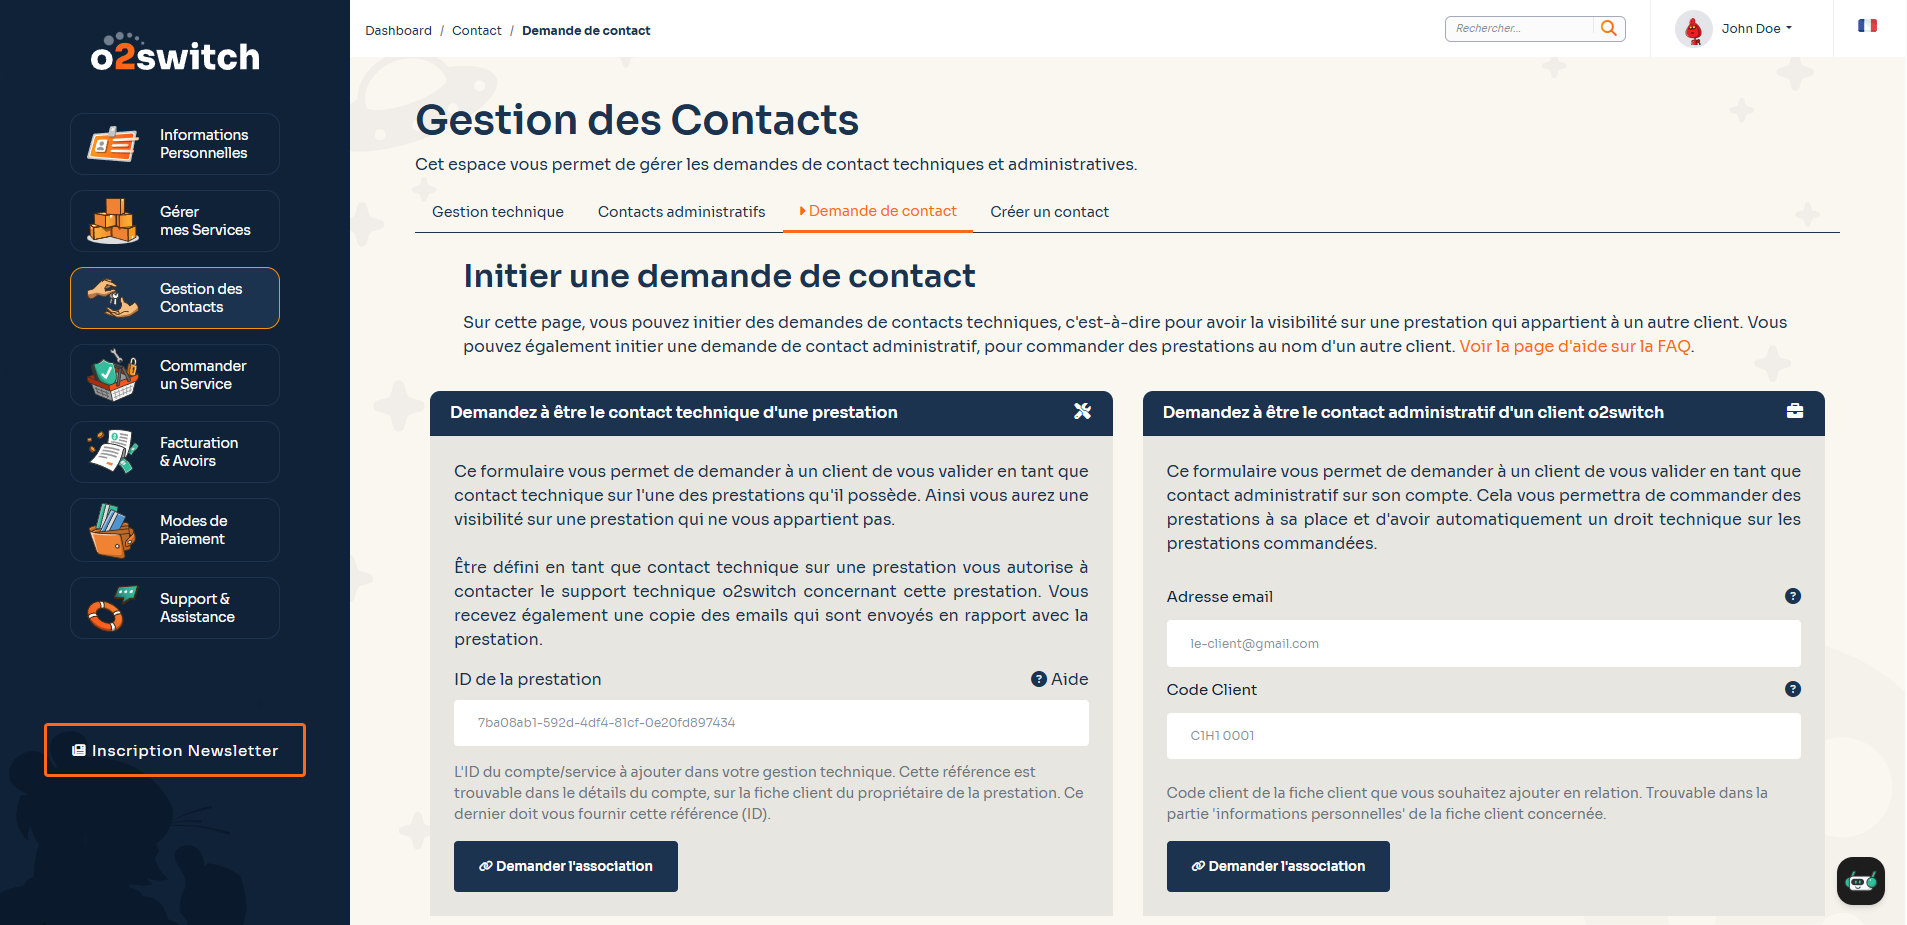 o2switch
Informations
Personnelles
Gérer
mes Services
Gestion des
Contacts
Commander
un Service
Facturation
& Avoirs
Modes de
Paiement
Support &
Assistance
Inscription Newsletter
Dashboard / Contact / Demande de contact
Rechercher...
John Doe
Gestion des Contacts
Cet espace vous permet de gérer les demandes de contact techniques et administratives.
Gestion technique
Contacts administratifs
Demande de contact
Créer un contact
Initier une demande de contact
Sur cette page, vous pouvez initier des demandes de contacts techniques, c'est-à-dire pour avoir la visibilité sur une prestation qui appartient à un autre client. Vous
pouvez également initier une demande de contact administratif, pour commander des prestations au nom d'un autre client. Voir la page d'aide sur la FAQ.
Demandez à être le contact technique d'une prestation
Ce formulaire vous permet de demander à un client de vous valider en tant que
contact technique sur l'une des prestations qu'il possède. Ainsi vous aurez une
visibilité sur une prestation qui ne vous appartient pas.
Être défini en tant que contact technique sur une prestation vous autorise à
contacter le support technique o2switch concernant cette prestation. Vous
recevez également une copie des emails qui sont envoyés en rapport avec la
prestation.
ID de la prestation
? Aide
7ba08ab1-592d-4df4-81cf-0e20fd897434
L'ID du compte/service à ajouter dans votre gestion technique. Cette référence est
trouvable dans le détails du compte, sur la fiche client du propriétaire de la prestation. Ce
dernier doit vous fournir cette référence (ID).
Demander l'association
Demandez à être le contact administratif d'un client o2switch
Ce formulaire vous permet de demander à un client de vous valider en tant que
contact administratif sur son compte. Cela vous permettra de commander des
prestations à sa place et d'avoir automatiquement un droit technique sur les
prestations commandées.
Adresse email
?
le-client@gmail.com
Code Client
?
C1H1 0001
Code client de la fiche client que vous souhaitez ajouter en relation. Trouvable dans la
partie 'informations personnelles' de la fiche client concernée.
Demander l'association